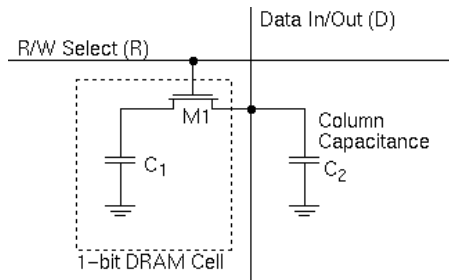 Data In/Out (D)
R/W Select (R)
M1
Column
Capacitance
C1
C2
1-bit DRAM Cell